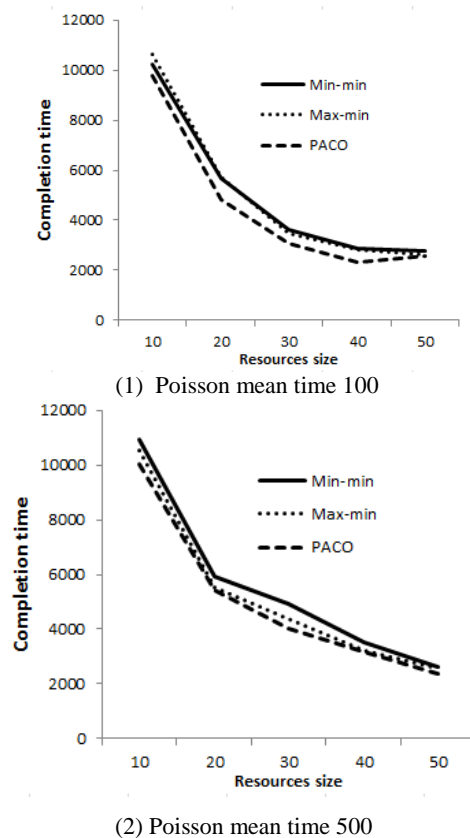 12000
10000
8000
6000
4000
2000
0
Completion time
Min-min
Max-min
PACO
10 20 30 40 50
Resources size
(1) Poisson mean time 100
12000
10000
8000
6000
4000
2000
0
Completion time
Min-min
Max-min
PACO
10 20 30 40 50
Resources size
(2) Poisson mean time 500